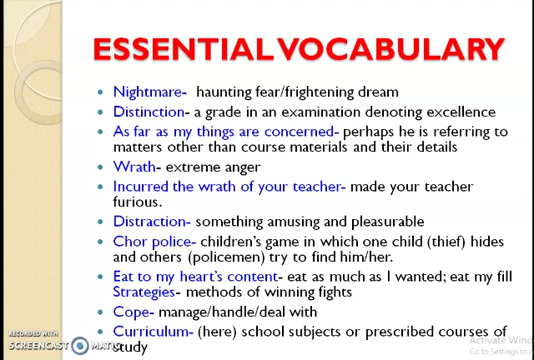 ESSENTIAL VOCABULARY
• Nightmare- haunting fear/frightening dream
• Distinction- a grade in an examination denoting excellence
• As far as my things are concerned- perhaps he is referring to
matters other than course materials and their details
• Wrath- extreme anger
• Incurred the wrath of your teacher- made your teacher
furious.
• Distraction- something amusing and pleasurable
• Chor police- children's game in which one child (thief) hides
and others (policemen) try to find him/her.
• Eat to my heart's content- eat as much as I wanted; eat my fill
Strategies- methods of winning fights
• Cope- manage/handle/deal with
• Curriculum- (here) school subjects or prescribed courses of
study
RECORDED WITH
SCREENCAST MATIC
Activate Wind
Go to Settings to a